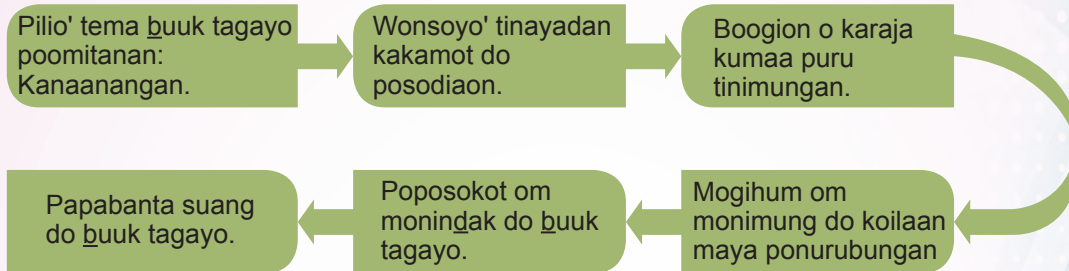 Pilio' tema buuk tagayo
poomitanan:
Kanaanangan.
Wonsoyo' tinayadan
kakamot do
posodiaon.
Boogion o karaja
kumaa puru
tinimungan.
Mogihum om
monimung do koilaan
maya ponurubungan
Poposokot om
monindak do buuk
tagayo.
Papabanta suang
do buuk tagayo.